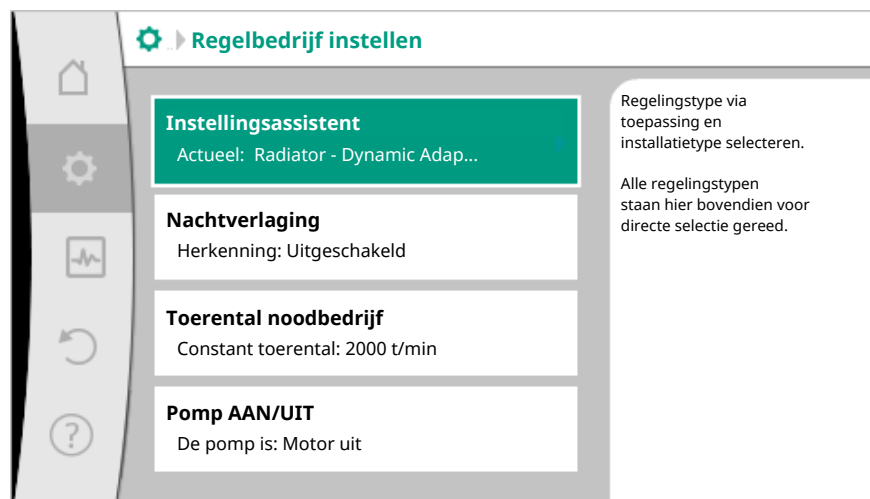 Regelbedrijf instellen
Instellingsassistent
Actueel: Radiator - Dynamic Adap...
Nachtverlaging
Herkenning: Uitgeschakeld
Toerental noodbedrijf
Constant toerental: 2000 t/min
Pomp AAN/UIT
De pomp is: Motor uit
Regelingstype via
toepassing en
installatietype selecteren.
Alle regelingstypen
staan hier bovendien voor
directe selectie gereed.